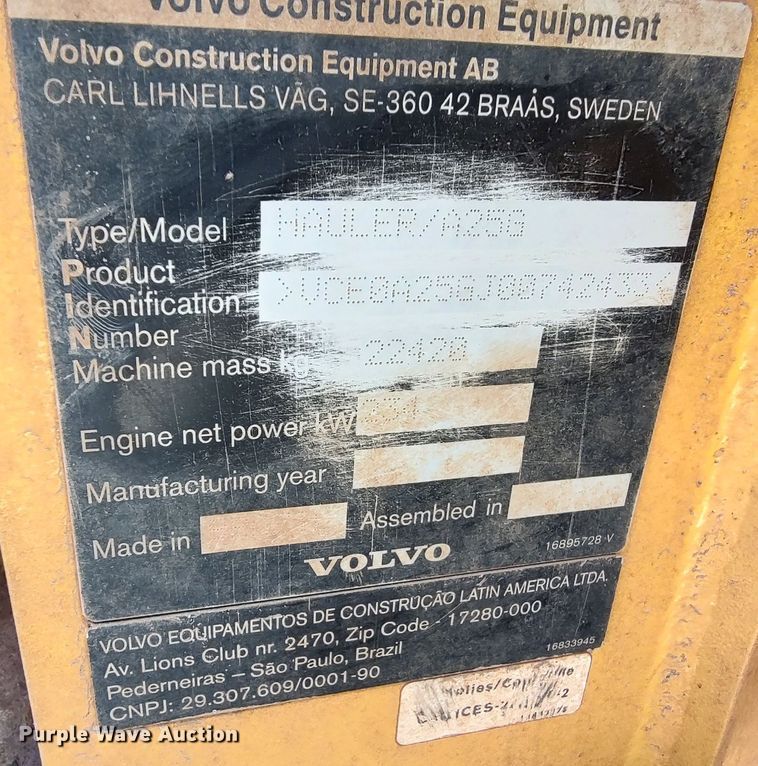 Volvo Construction Equipment
Volvo Construction Equipment AB
CARL LIHNELLS VÄG, SE-360 42 BRAÅS, SWEDEN
Type/Model HAULER/A25G
Product
Identification
Number
Machine mass kg 22420
Engine net power kW
Manufacturing year
Made in Assembled in
VOLVO 16895728 V
VOLVO EQUIPAMENTOS DE CONSTRUÇÃO LATIN AMERICA LTDA.
Av. Lions Club nr. 2470, Zip Code - 17280-000
Pederneiras – São Paulo, Brazil 16833945
CNPJ: 29.307.609/0001-90
Purple Wave Auction